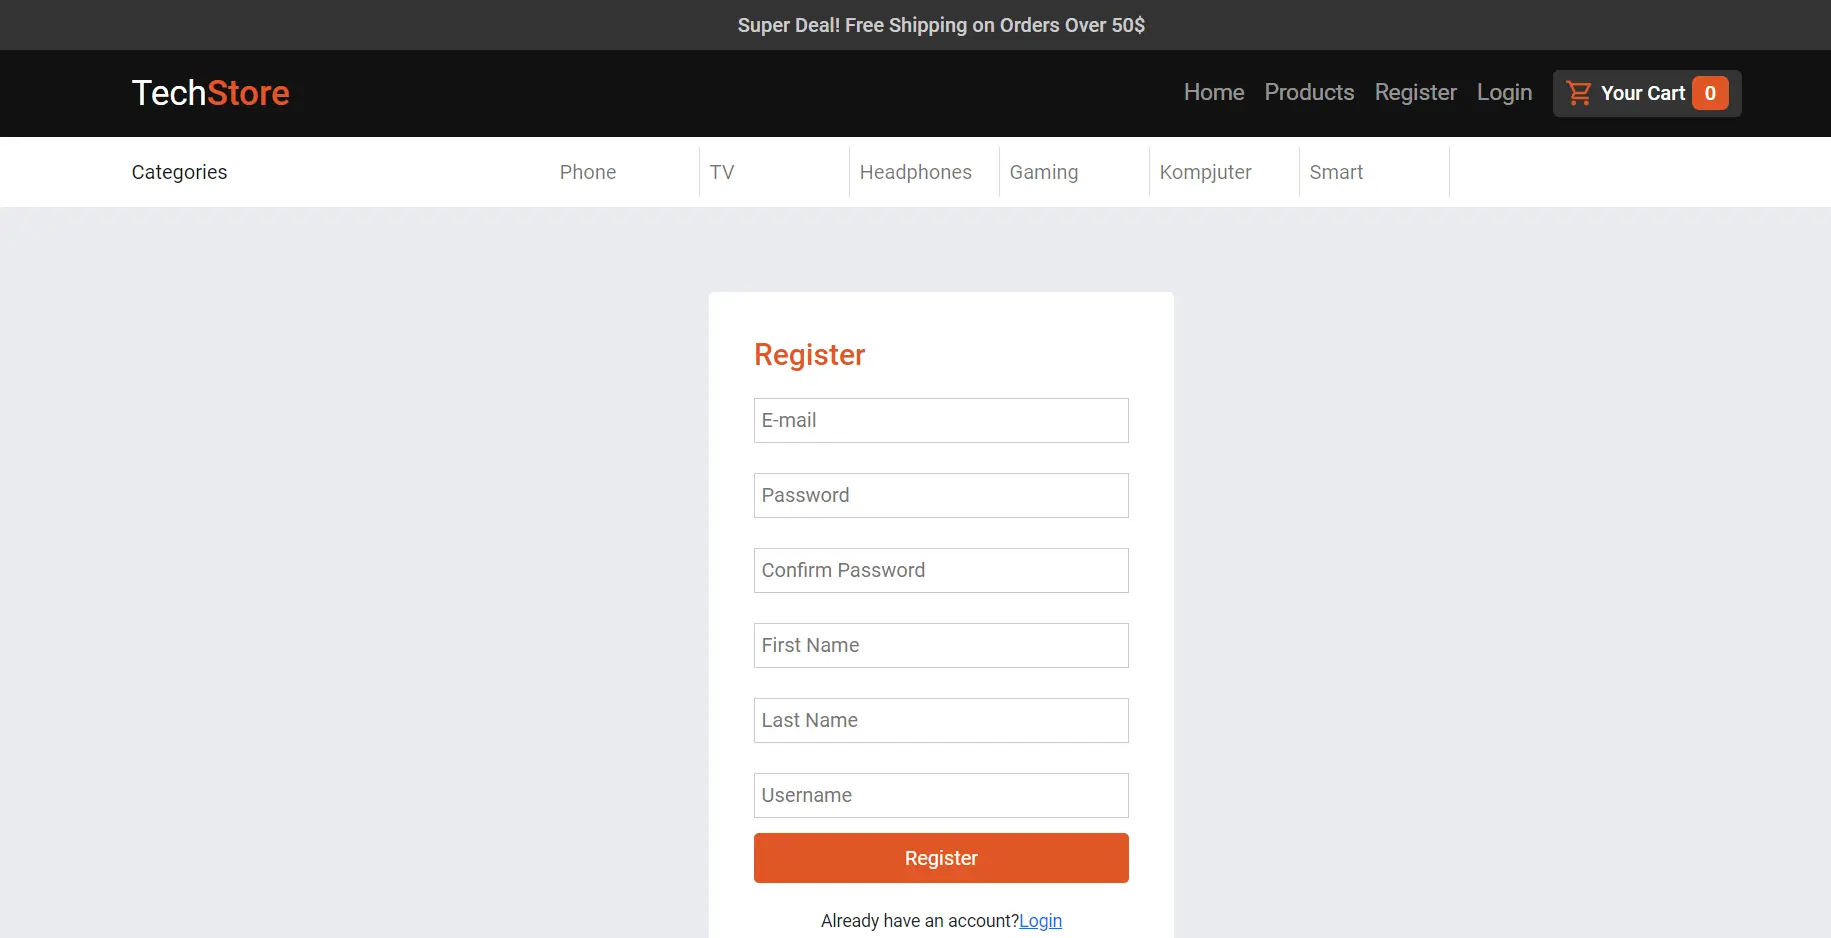 Super Deal! Free Shipping on Orders Over 50$
TechStore
Home Products Register Login Your Cart 0
Categories Phone TV Headphones Gaming Kompjuter Smart
Register
E-mail
Password
Confirm Password
First Name
Last Name
Username
Register
Already have an account?Login